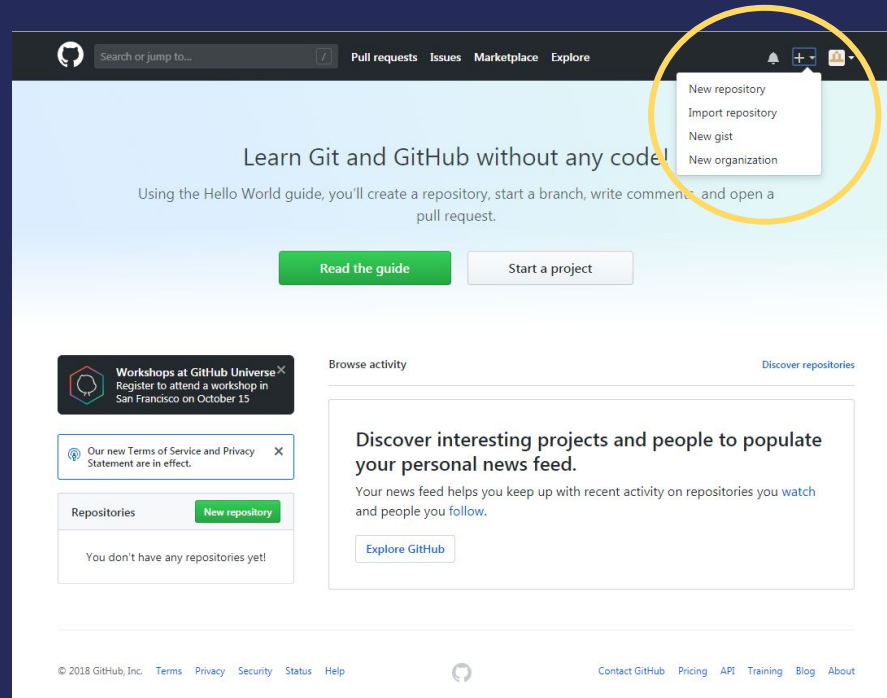 Search or jump to...
/
Pull requests Issues Marketplace Explore
New repository
Import repository
New gist
New organization
Learn Git and GitHub without any code!
Using the Hello World guide, you'll create a repository, start a branch, write comments, and open a
pull request.
Read the guide
Start a project
Workshops at GitHub Universe
Register to attend a workshop in
San Francisco on October 15
Our new Terms of Service and Privacy
Statement are in effect.
Repositories
New repository
You don't have any repositories yet!
Browse activity
Discover repositories
Discover interesting projects and people to populate
your personal news feed.
Your news feed helps you keep up with recent activity on repositories you watch
and people you follow.
Explore GitHub
© 2018 GitHub, Inc. Terms Privacy Security Status Help
Contact GitHub Pricing API Training Blog About